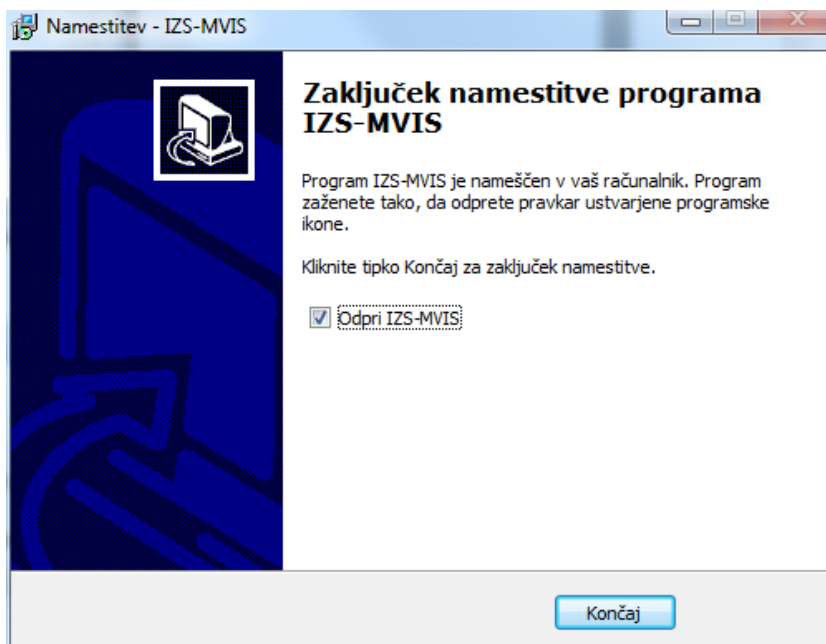 Namestitev - IZS-MVIS
Zaključek namestitve programa
IZS-MVIS
Program IZS-MVIS je nameščen v vaš računalnik. Program
zaženete tako, da odprete pravkar ustvarjene programske
ikone.
Kliknite tipko Končaj za zaključek namestitve.
Odpri IZS-MVIS
Končaj